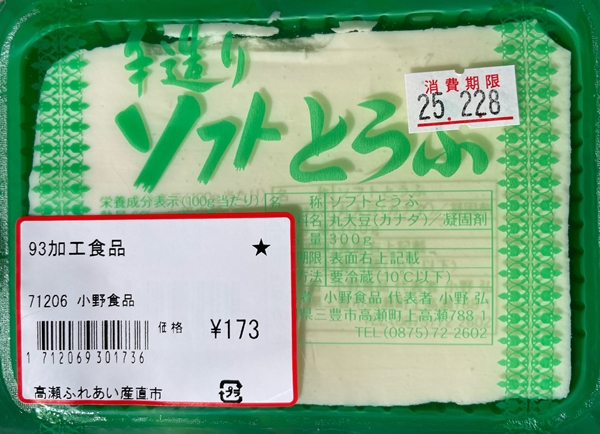 手造り
ソフトとうふ
消費期限
25.228
栄養成分表示(100g当たり)
称 ソフトとうふ
丸大豆(カナダ)/凝固剤
量 300g
期限 表面右上記載
方法 要冷蔵(10℃以下)
者 小野食品 代表者 小野 弘
県三豊市高瀬町上高瀬788 1
TEL(0875)72-2602
93加工食品 ★
71206 小野食品
価格 ¥173
1 712069 301736
高瀬ふれあい産直市